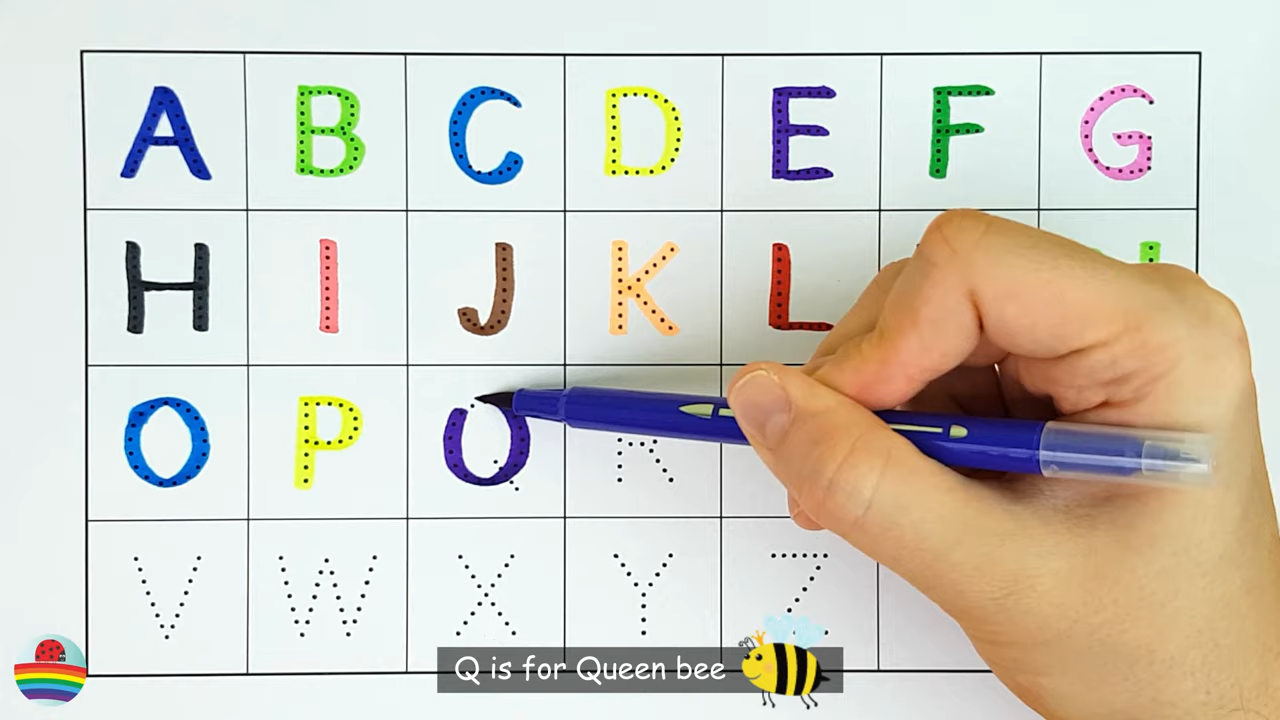 A B C D E F G
H I J K L
O P Q R
V W X Y Z
Q is for Queen bee